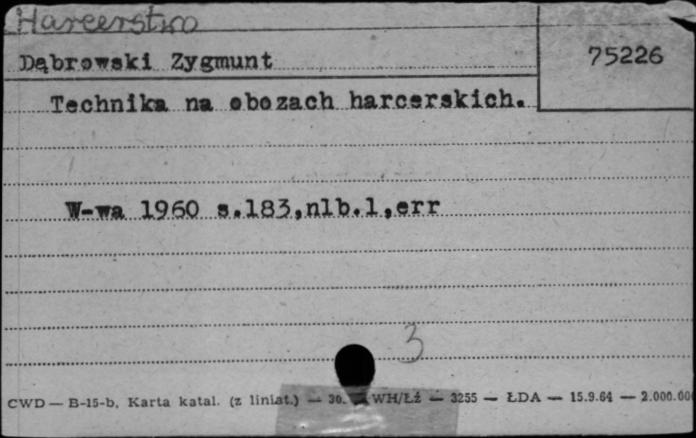 Harcerstwo
Dąbrowski Zygmunt
75226
Technika na obozach harcerskich.
W-wa 1960 s.183,nlb.1,err
3
CWD — B-15-b, Karta katal. (z liniat.) — 30. WH/Łż — 3255 — ŁDA — 15.9.64 — 2.000.00